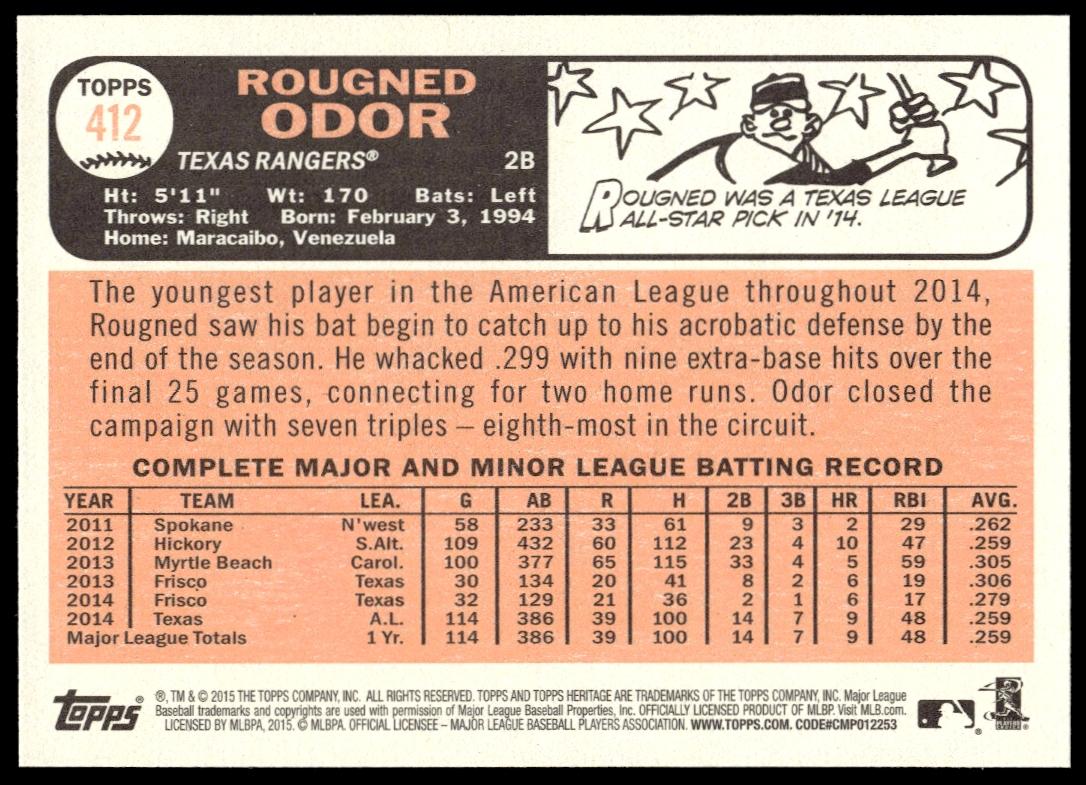 TOPPS
412
ROUGNED
ODOR
TEXAS RANGERS® 2B
Ht: 5'11" Wt: 170 Bats: Left
Throws: Right Born: February 3, 1994
Home: Maracaibo, Venezuela
ROUGNED WAS A TEXAS LEAGUE
ALL-STAR PICK IN '14.
The youngest player in the American League throughout 2014,
Rougned saw his bat begin to catch up to his acrobatic defense by the
end of the season. He whacked .299 with nine extra-base hits over the
final 25 games, connecting for two home runs. Odor closed the
campaign with seven triples – eighth-most in the circuit.
COMPLETE MAJOR AND MINOR LEAGUE BATTING RECORD
YEAR TEAM LEA. G AB R H 2B 3B HR RBI AVG.
2011 Spokane N'west 58 233 33 61 9 3 2 29 .262
2012 Hickory S.Alt. 109 432 60 112 23 4 10 47 .259
2013 Myrtle Beach Carol. 100 377 65 115 33 4 5 59 .305
2013 Frisco Texas 30 134 20 41 8 2 6 19 .306
2014 Frisco Texas 32 129 21 36 2 1 6 17 .279
2014 Texas A.L. 114 386 39 100 14 7 9 48 .259
Major League Totals 1 Yr. 114 386 39 100 14 7 9 48 .259
topps
®, TM & © 2015 THE TOPPS COMPANY, INC. ALL RIGHTS RESERVED. TOPPS AND TOPPS HERITAGE ARE TRADEMARKS OF THE TOPPS COMPANY, INC. Major League
Baseball trademarks and copyrights are used with permission of Major League Baseball Properties, Inc. OFFICIALLY LICENSED PRODUCT OF MLBP. Visit MLB.com.
LICENSED BY MLBPA, 2015. © MLBPA. OFFICIAL LICENSEE – MAJOR LEAGUE BASEBALL PLAYERS ASSOCIATION. WWW.TOPPS.COM. CODE#CMP012253